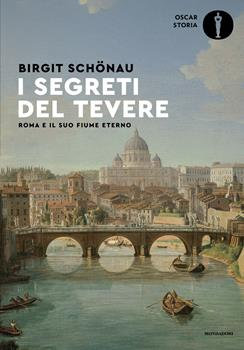 OSCAR
STORIA
BIRGIT SCHÖNAU
I SEGRETI
DEL TEVERE
ROMA E IL SUO FIUME ETERNO
MONDADORI